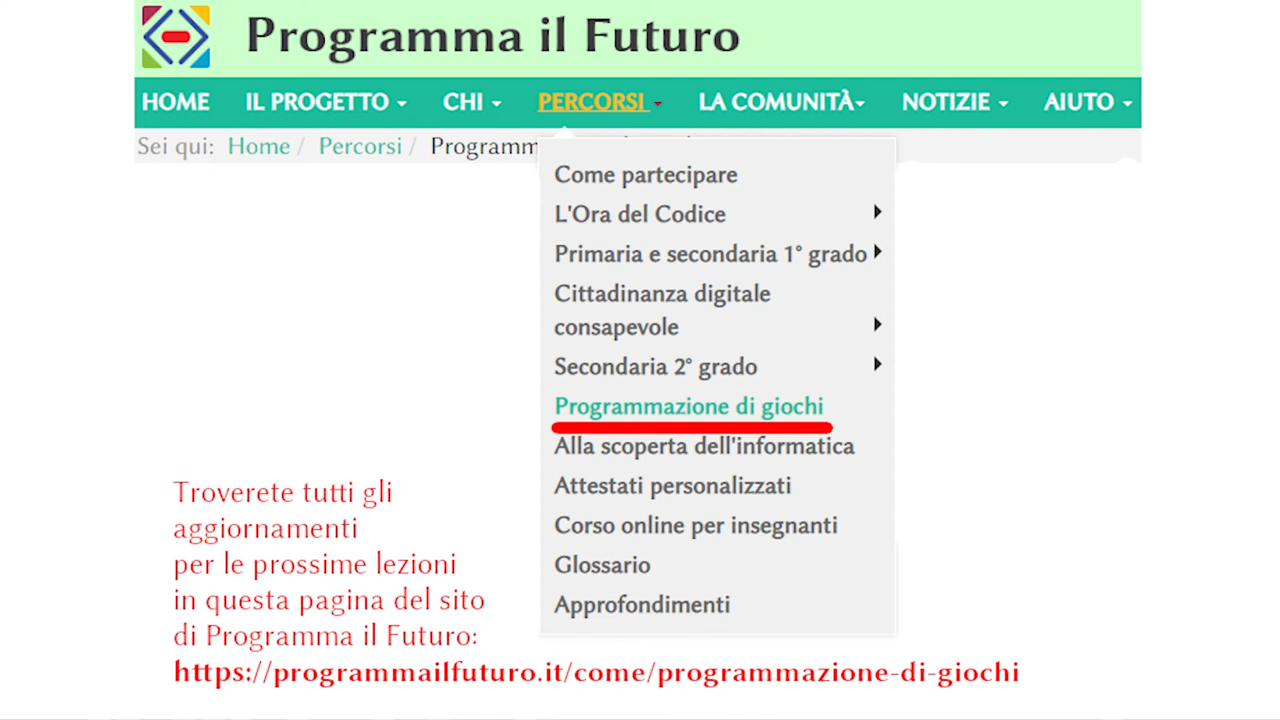 Programma il Futuro
HOME IL PROGETTO CHI PERCORSI LA COMUNITÀ NOTIZIE AIUTO
Sei qui: Home / Percorsi / Programm
Come partecipare
L'Ora del Codice
Primaria e secondaria 1° grado
Cittadinanza digitale
consapevole
Secondaria 2° grado
Programmazione di giochi
Alla scoperta dell'informatica
Attestati personalizzati
Corso online per insegnanti
Glossario
Approfondimenti
Troverete tutti gli
aggiornamenti
per le prossime lezioni
in questa pagina del sito
di Programma il Futuro:
https://programmailfuturo.it/come/programmazione-di-giochi